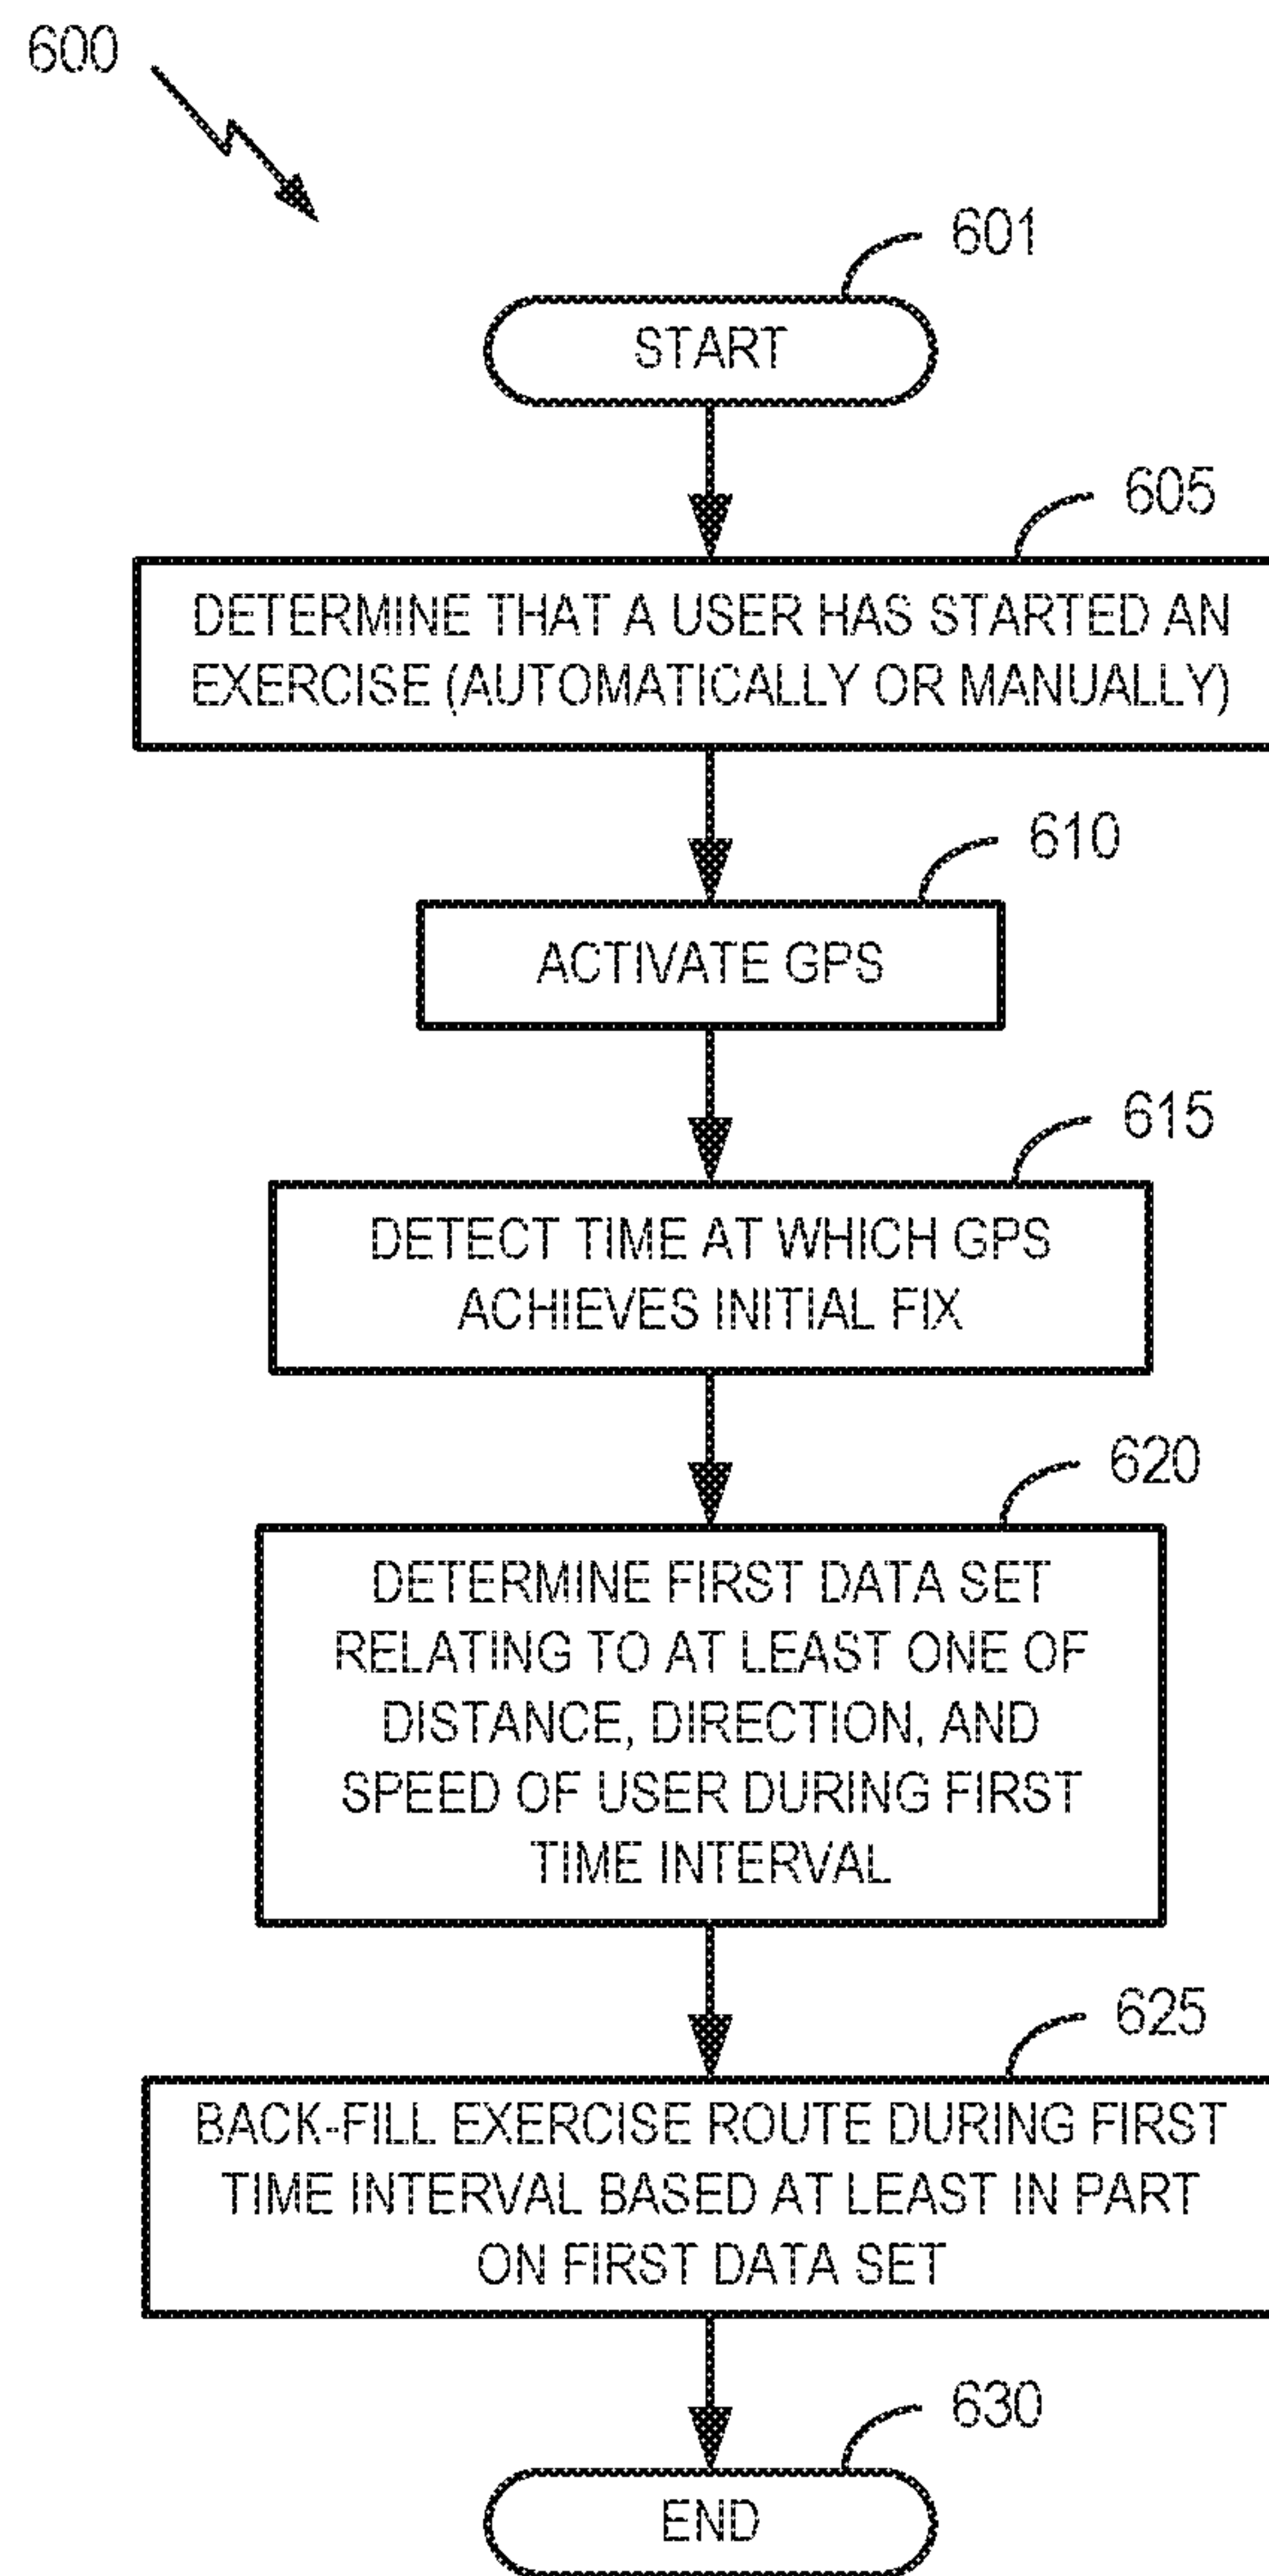 600
601
START
605
DETERMINE THAT A USER HAS STARTED AN
EXERCISE (AUTOMATICALLY OR MANUALLY)
610
ACTIVATE GPS
615
DETECT TIME AT WHICH GPS
ACHIEVES INITIAL FIX
620
DETERMINE FIRST DATA SET
RELATING TO AT LEAST ONE OF
DISTANCE, DIRECTION, AND
SPEED OF USER DURING FIRST
TIME INTERVAL
625
BACK-FILL EXERCISE ROUTE DURING FIRST
TIME INTERVAL BASED AT LEAST IN PART
ON FIRST DATA SET
630
END